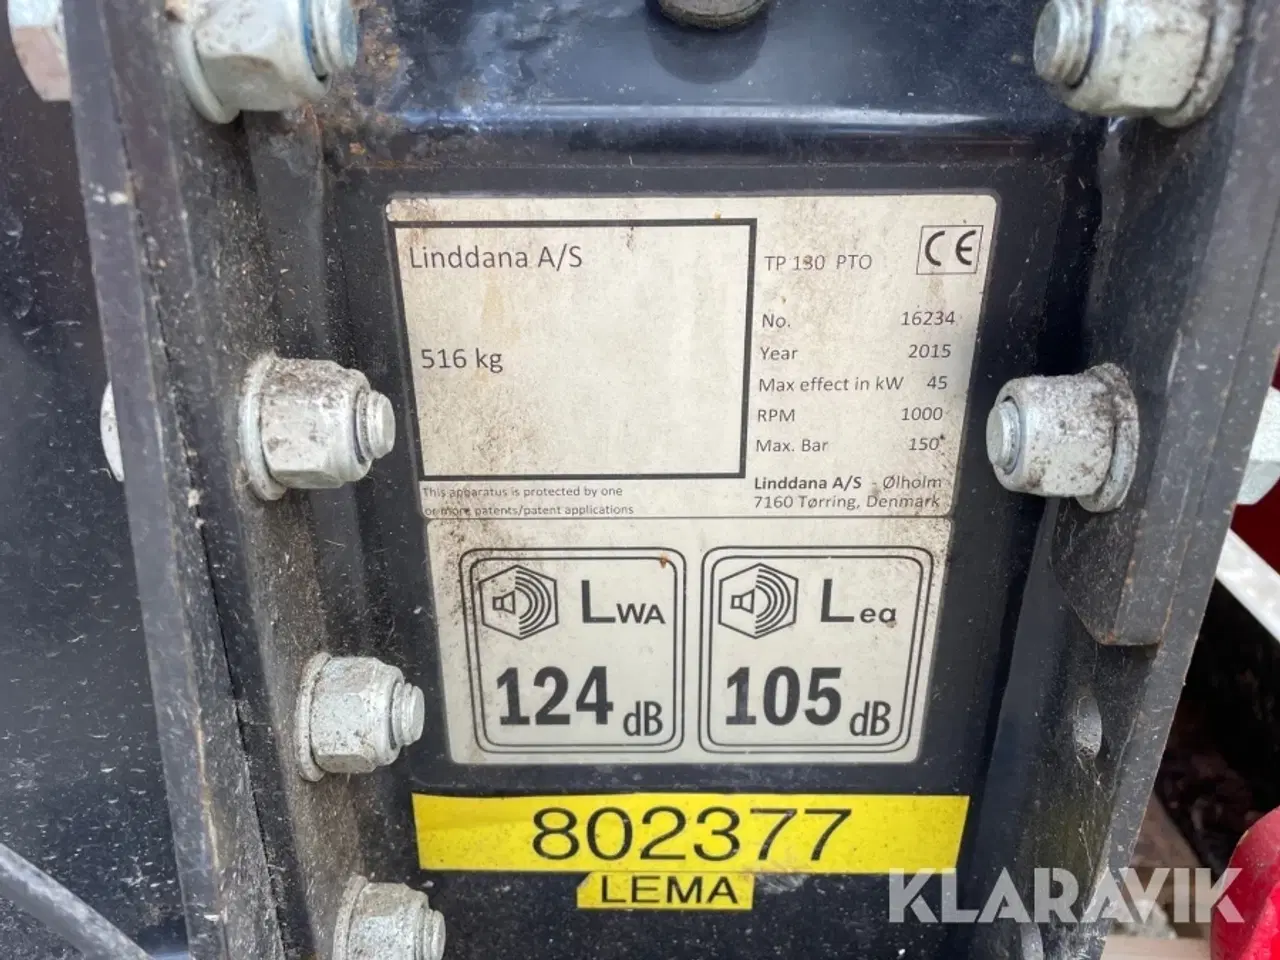 Linddana A/S
516 kg
This apparatus is protected by one
or more patents/patent applications
TP 130 PTO CE
No. 16234
Year 2015
Max effect in kW 45
RPM 1000
Max. Bar 150
Linddana A/S - Ølholm
7160 Tørring, Denmark
LWA
124 dB
Lea
105 dB
802377
LEMA
KLARAVIK